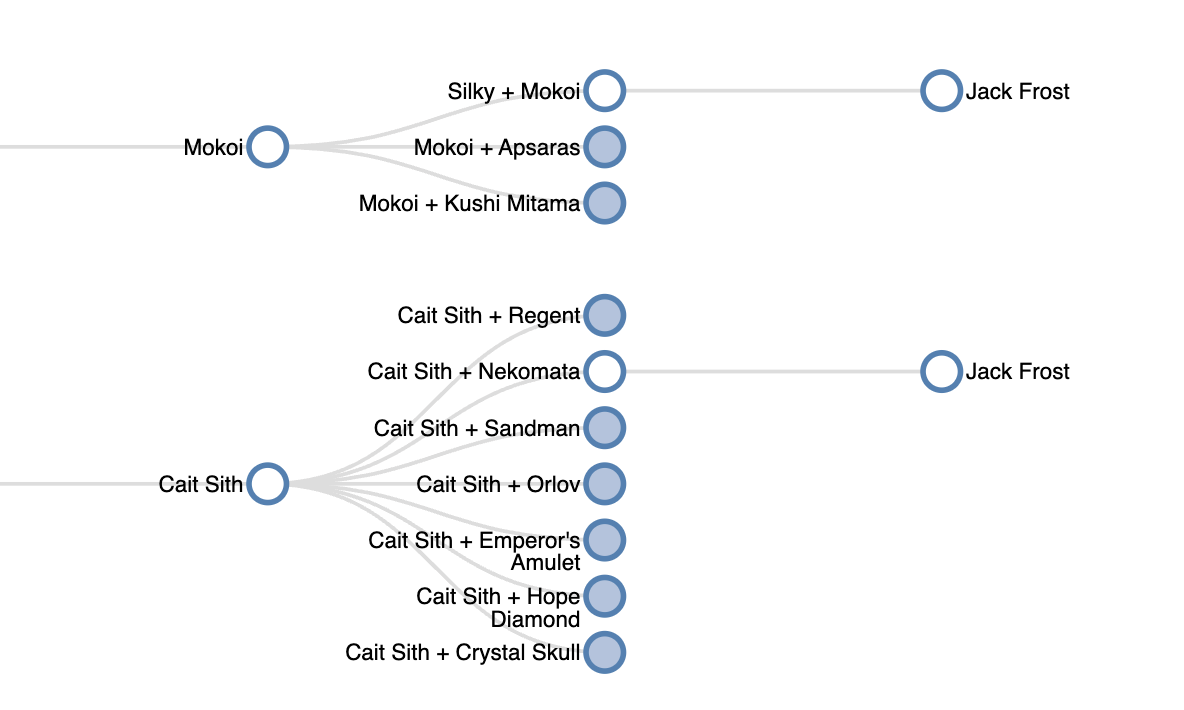 Silky + Mokoi
Jack Frost
Mokoi
Mokoi + Apsaras
Mokoi + Kushi Mitama
Cait Sith + Regent
Cait Sith + Nekomata
Jack Frost
Cait Sith + Sandman
Cait Sith
Cait Sith + Orlov
Cait Sith + Emperor's
Amulet
Cait Sith + Hope
Diamond
Cait Sith + Crystal Skull